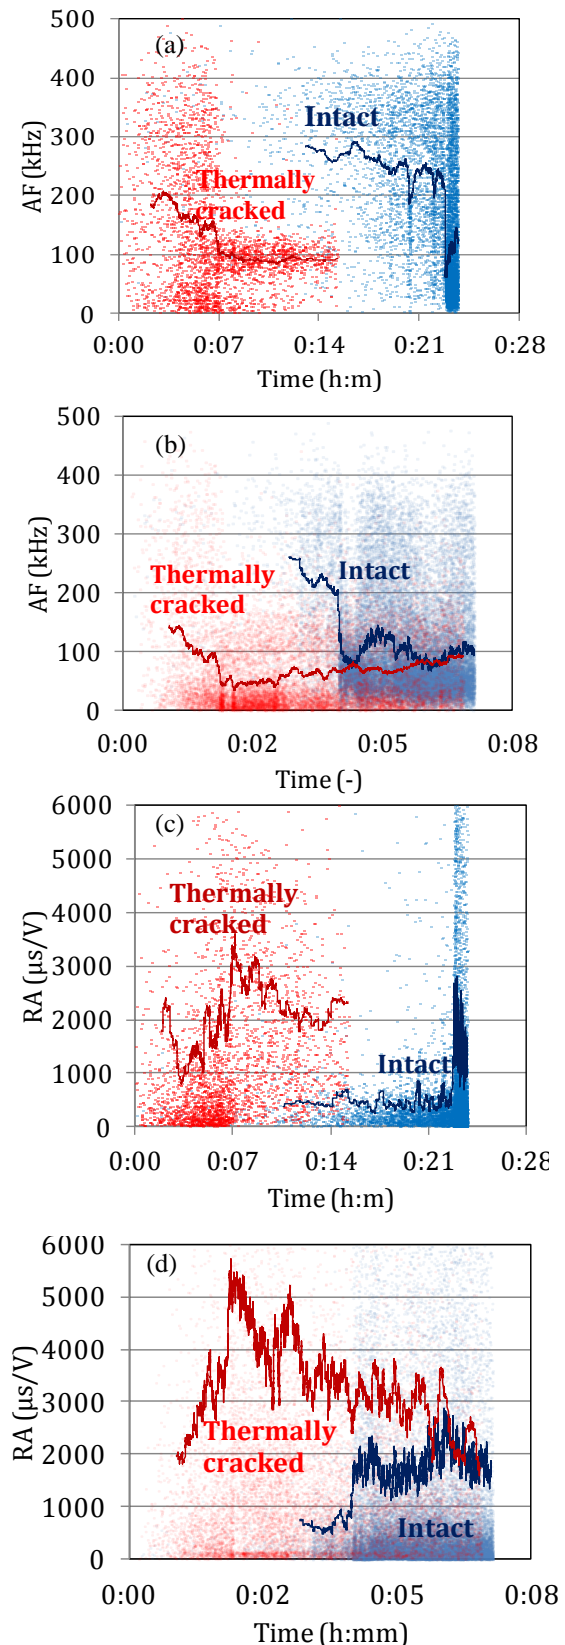 (a)
500
400
300
200
100
0
AF (kHz)
Intact
Thermally
cracked
0:00 0:07 0:14 0:21 0:28
Time (h:m)
(b)
500
400
300
200
100
0
AF (kHz)
Thermally
cracked
Intact
0:00 0:02 0:05 0:08
Time (-)
(c)
6000
5000
4000
3000
2000
1000
0
RA (μs/V)
Thermally
cracked
Intact
0:00 0:07 0:14 0:21 0:28
Time (h:m)
(d)
6000
5000
4000
3000
2000
1000
0
RA (μs/V)
Thermally
cracked
Intact
0:00 0:02 0:05 0:08
Time (h:mm)